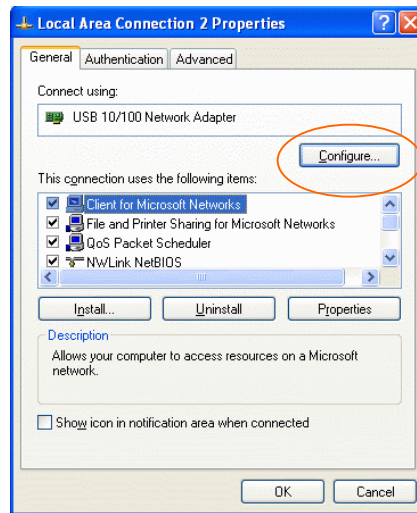 Local Area Connection 2 Properties
General Authentication Advanced
Connect using:
USB 10/100 Network Adapter
Configure...
This connection uses the following items:
Client for Microsoft Networks
File and Printer Sharing for Microsoft Networks
QoS Packet Scheduler
NWLink NetBIOS
Install... Uninstall Properties
Description
Allows your computer to access resources on a Microsoft
network.
Show icon in notification area when connected
OK Cancel